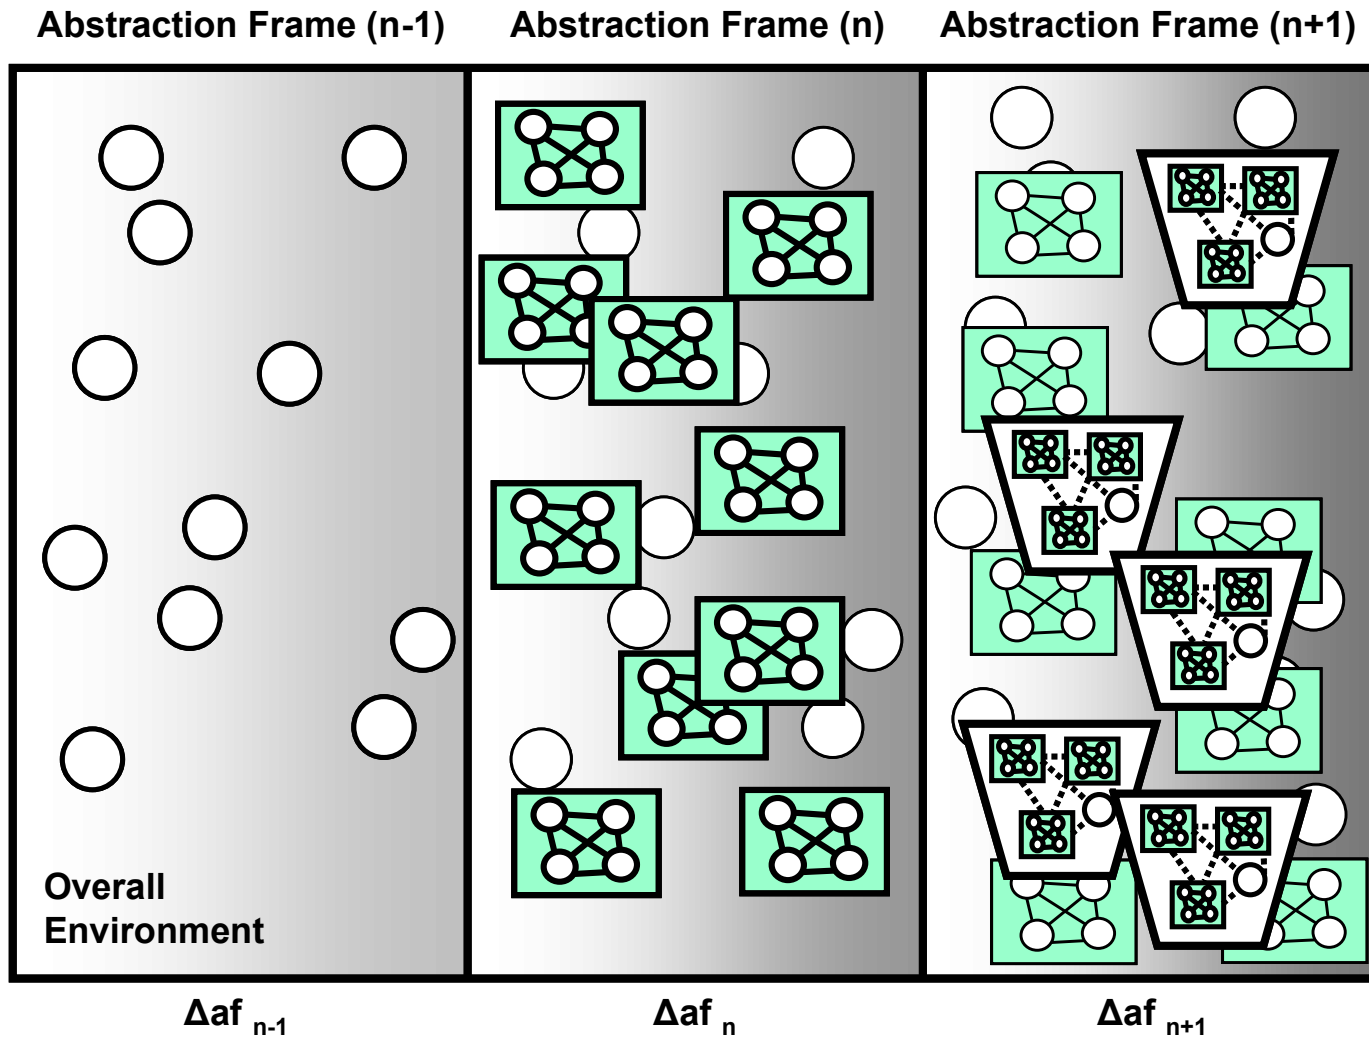 Abstraction Frame (n-1)
Abstraction Frame (n)
Abstraction Frame (n+1)
Overall
Environment
Δaf n-1
Δaf n
Δaf n+1